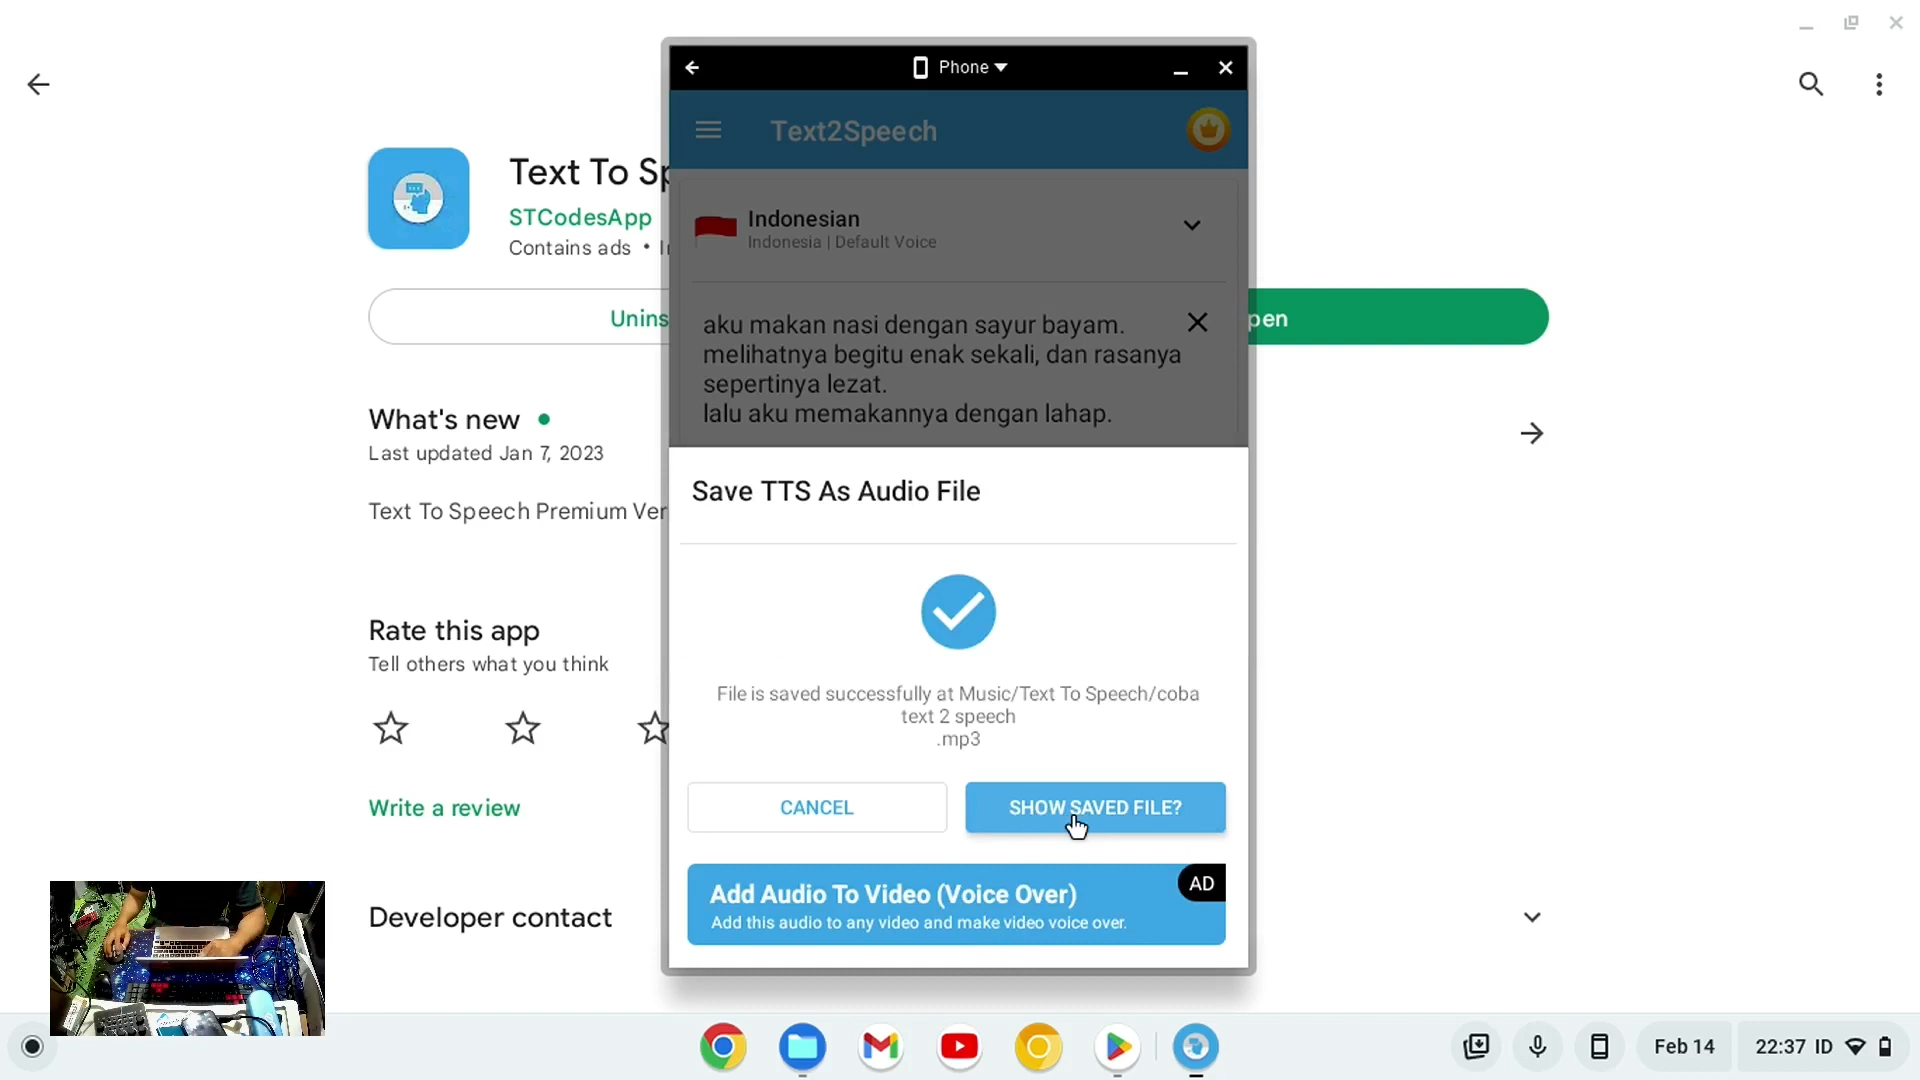 Phone
Text2Speech
Text To Sp
STCodesApp
Contains ads • I
Unins
pen
Indonesian
Indonesia | Default Voice
aku makan nasi dengan sayur bayam.
melihatnya begitu enak sekali, dan rasanya
sepertinya lezat.
lalu aku memakannya dengan lahap.
What's new
Last updated Jan 7, 2023
Text To Speech Premium Ver
Rate this app
Tell others what you think
Write a review
Developer contact
Save TTS As Audio File
File is saved successfully at Music/Text To Speech/coba
text 2 speech
.mp3
CANCEL
SHOW SAVED FILE?
Add Audio To Video (Voice Over)
AD
Add this audio to any video and make video voice over.
Feb 14
22:37 ID